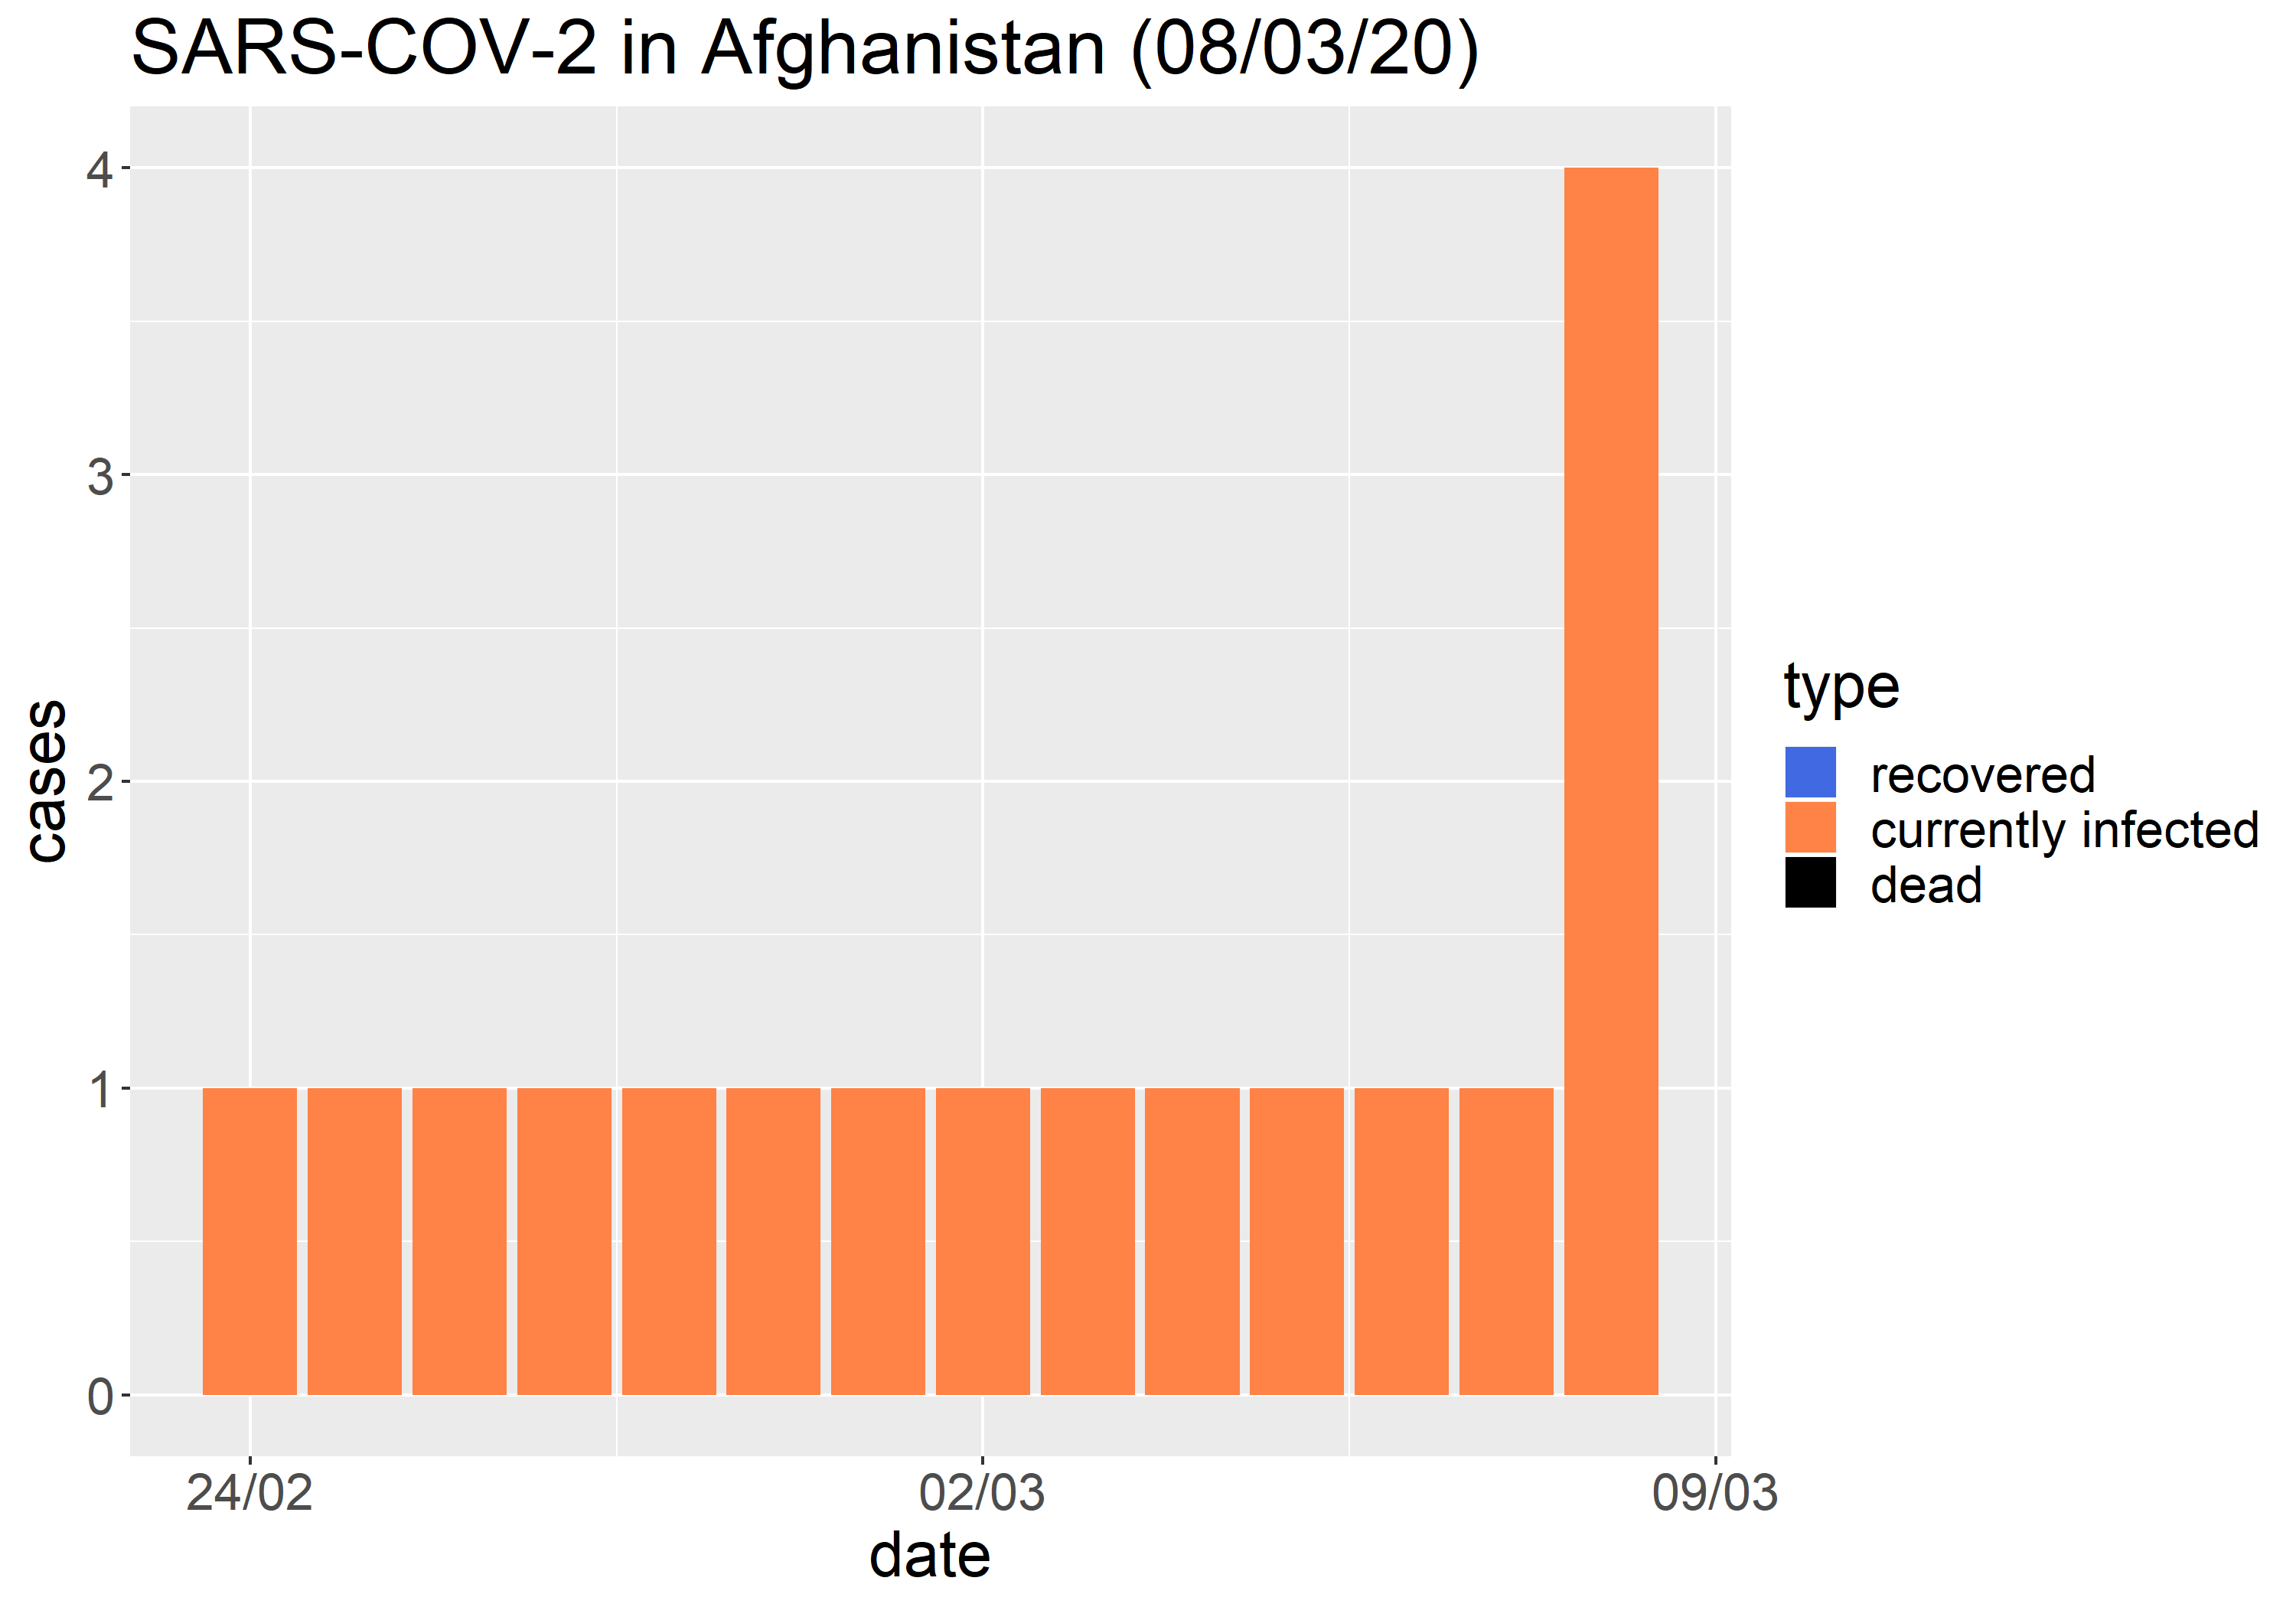 SARS-COV-2 in Afghanistan (08/03/20)
4
3
2
1
0
cases
24/02
02/03
09/03
date
type
recovered
currently infected
dead